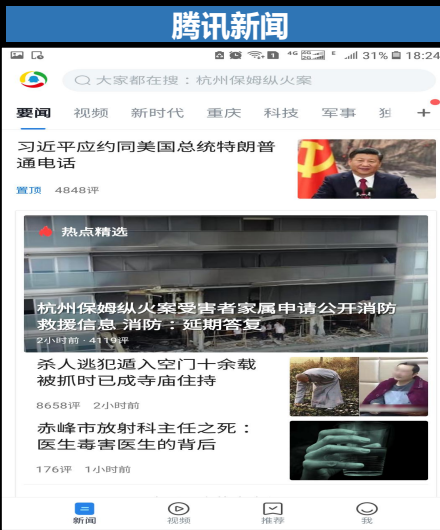 腾讯新闻
4G 2G 2G E 31% 18:24
大家都在搜：杭州保姆纵火案
要闻 视频 新时代 重庆 科技 军事 +
习近平应约同美国总统特朗普
通电话
置顶 4848评
热点精选
杭州保姆纵火案受害者家属申请公开消防
救援信息 消防：延期答复
2小时前 · 4119评
杀人逃犯遁入空门十余载
被抓时已成寺庙住持
8658评 2小时前
赤峰市放射科主任之死：
医生毒害医生的背后
176评 1小时前
新闻 视频 推荐 我